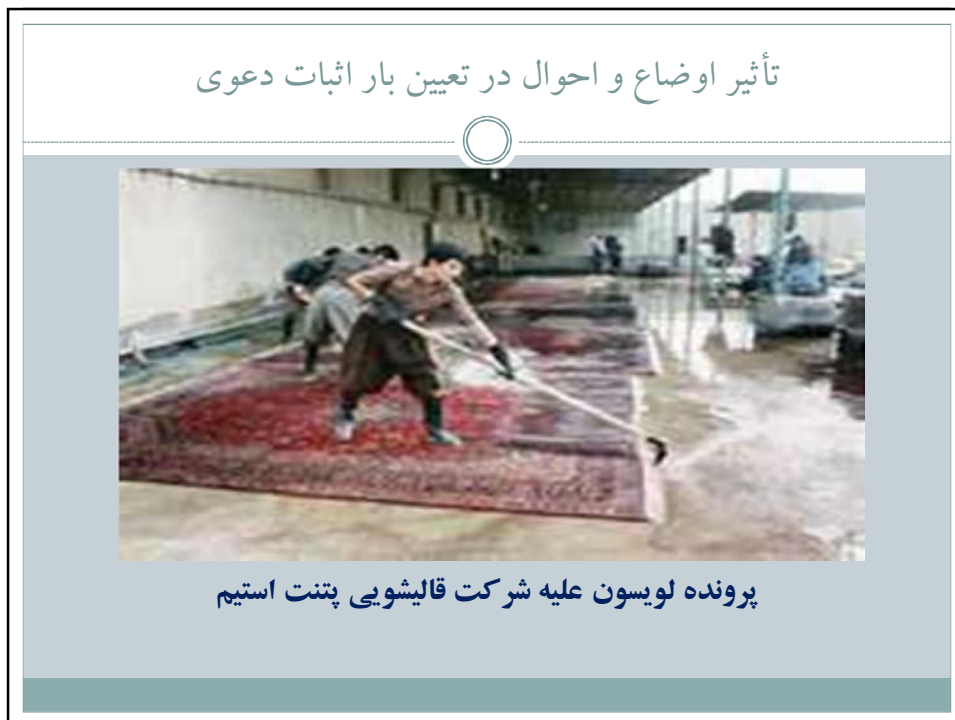 تأثیر اوضاع و احوال در تعیین بار اثبات دعوی
پرونده لویسون علیه شرکت قالیشویی پتنت استیم